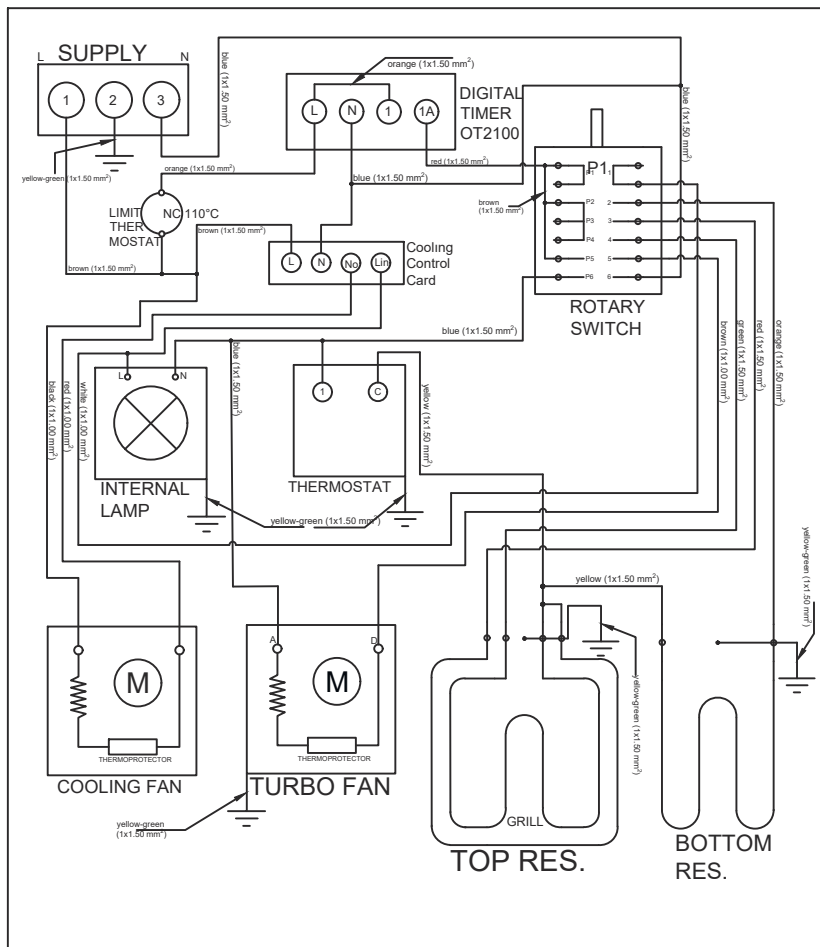 L SUPPLY N
1 2 3
blue (1x1.50 mm²)
orange (1x1.50 mm²)
L N 1 1A
DIGITAL
TIMER
OT2100
blue (1x1.50 mm²)
yellow-green (1x1.50 mm²)
orange (1x1.50 mm²)
red (1x1.50 mm²)
blue (1x1.50 mm²)
brown
(1x1.50 mm²)
P1
P1 1
P2 2
P3 3
P4 4
P5 5
P6 6
ROTARY
SWITCH
LIMIT
THER
MOSTAT
NC 110°C
brown (1x1.50 mm²)
brown (1x1.50 mm²)
L N No Lin
Cooling
Control
Card
blue (1x1.50 mm²)
blue (1x1.50 mm²)
black (1x1.00 mm²)
red (1x1.00 mm²)
white (1x1.00 mm²)
L N
INTERNAL
LAMP
1 C
THERMOSTAT
yellow (1x1.50 mm²)
brown (1x1.00 mm²)
green (1x1.50 mm²)
red (1x1.50 mm²)
orange (1x1.50 mm²)
yellow-green (1x1.50 mm²)
yellow (1x1.50 mm²)
yellow-green (1x1.50 mm²)
yellow-green (1x1.50 mm²)
M
THERMOPROTECTOR
COOLING FAN
A D
M
THERMOPROTECTOR
TURBO FAN
yellow-green
(1x1.50 mm²)
GRILL
TOP RES.
BOTTOM
RES.